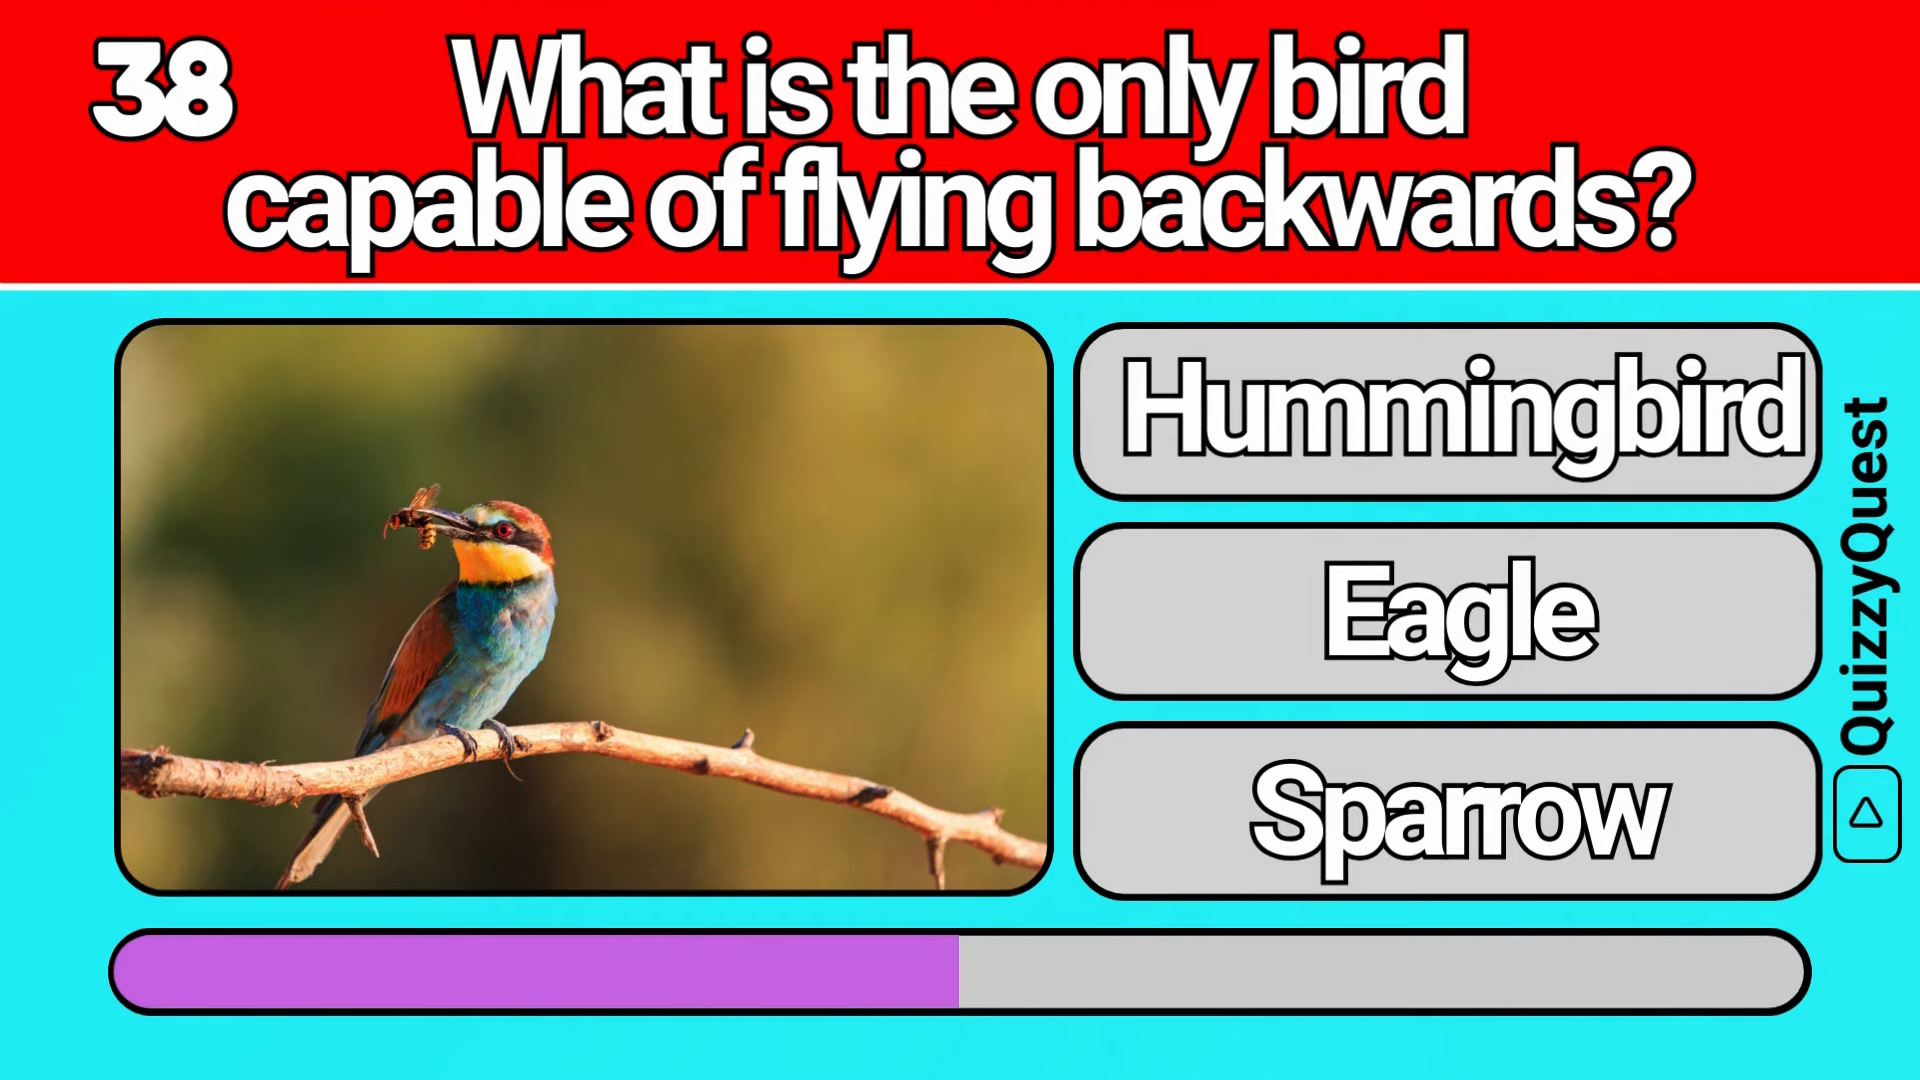 38
What is the only bird
capable of flying backwards?
Hummingbird
Eagle
Sparrow
QuizzyQuest